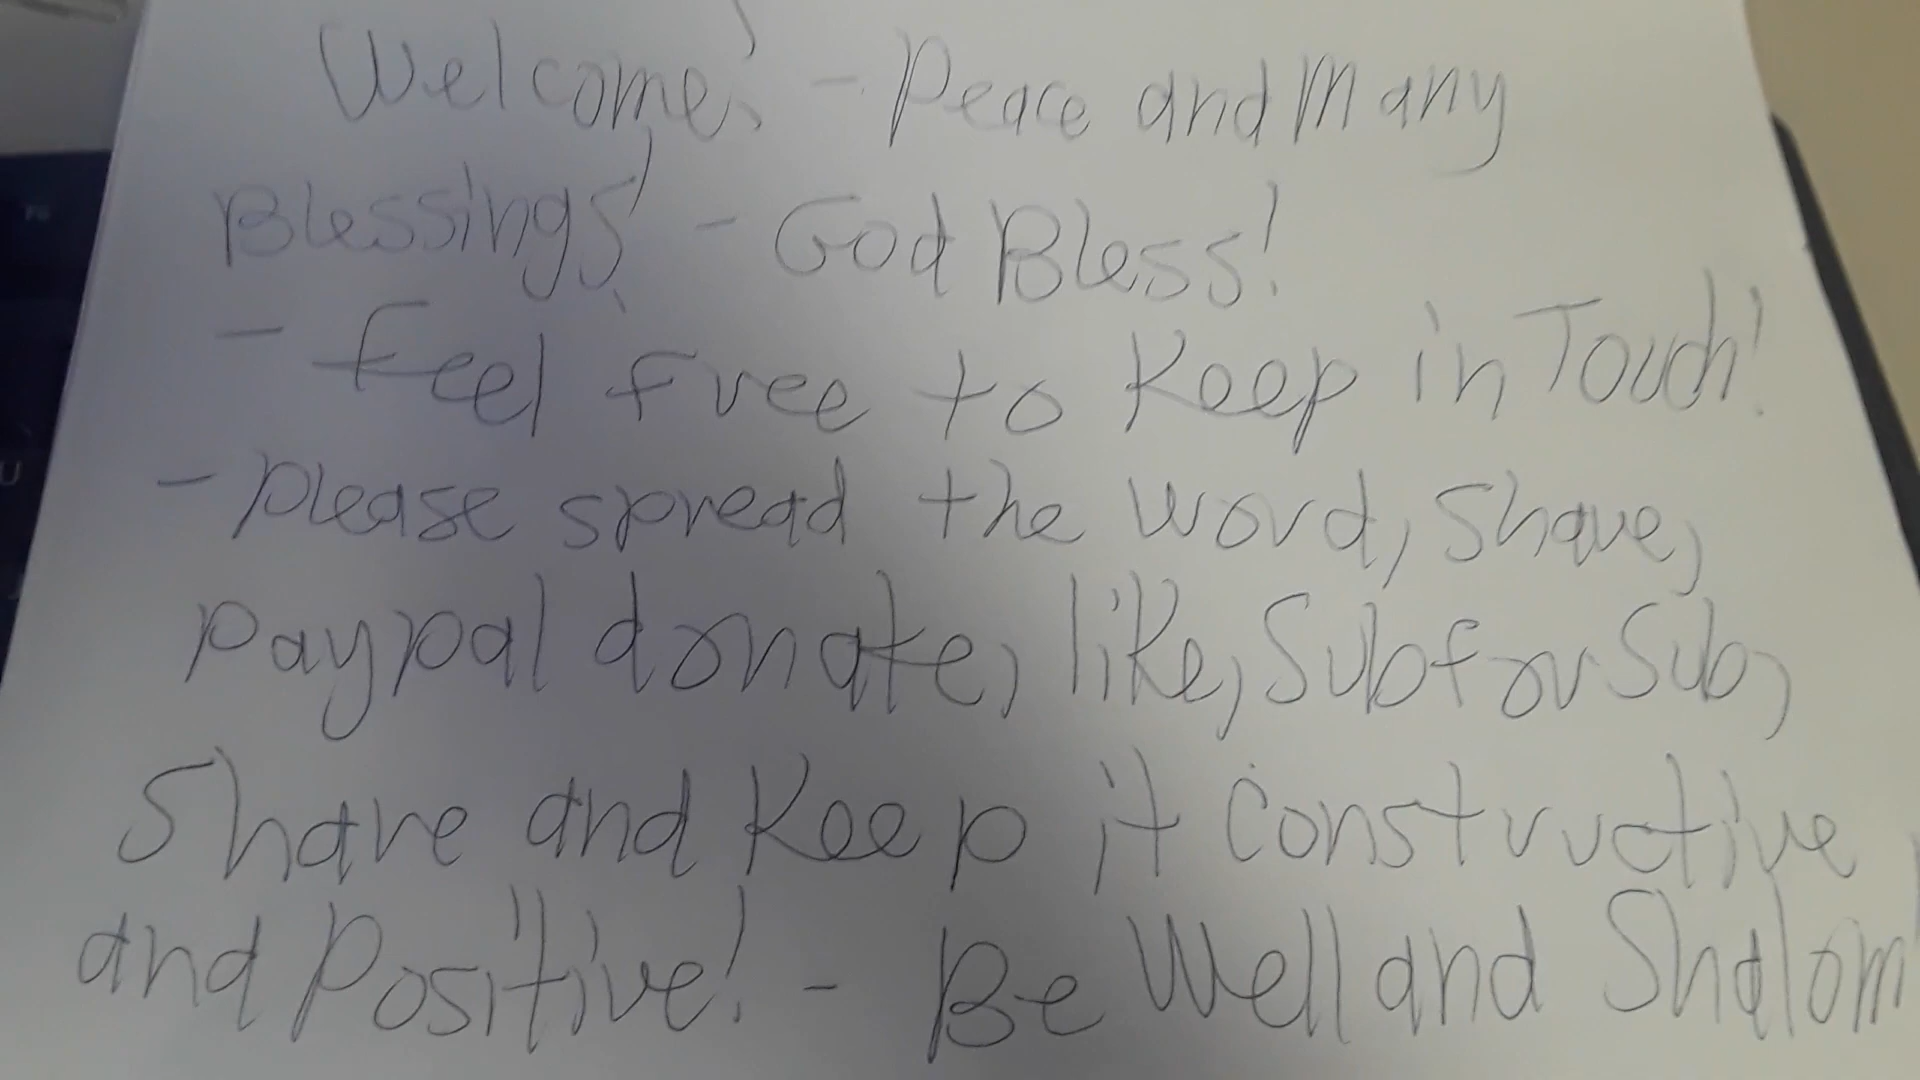 Welcome! - Peace and Many
Blessings! - God Bless!
- Feel free to Keep in Touch!
- please spread the word, Share,
paypal donate, like, Sub for Sub,
Share and Keep it Constructive
and Positive! - Be Well and Shalom!